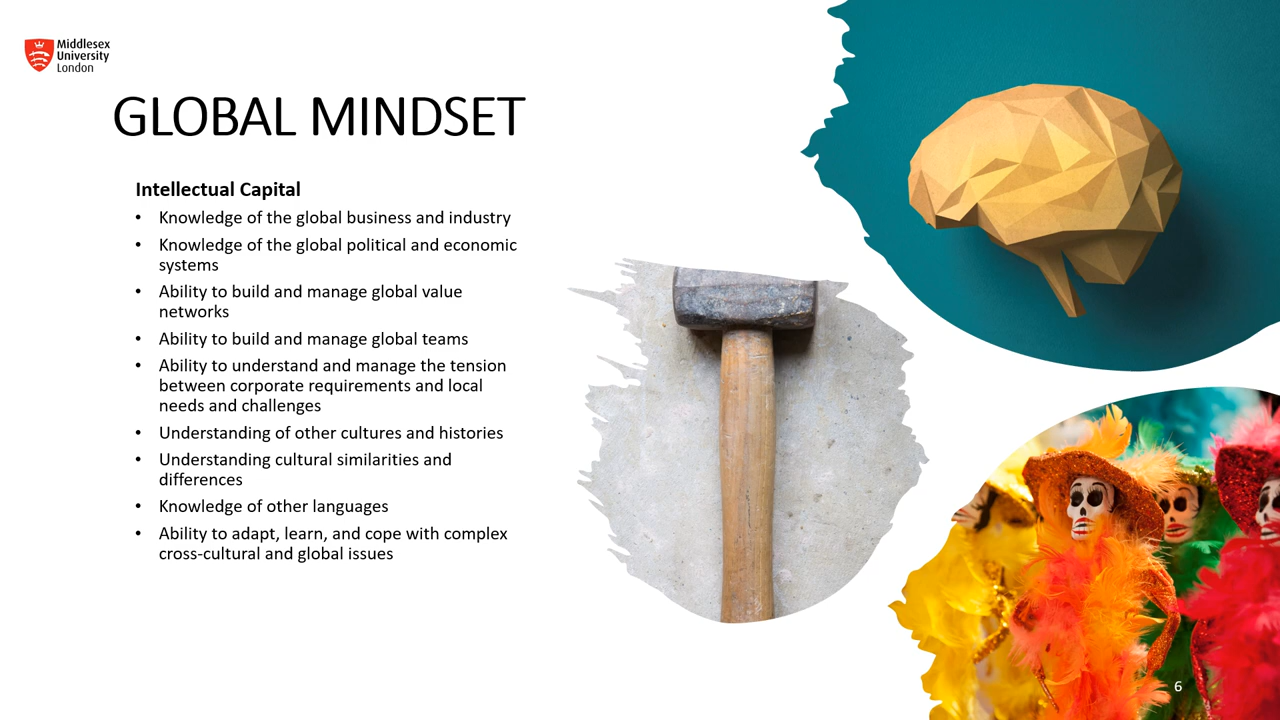 Middlesex
University
London
GLOBAL MINDSET
Intellectual Capital
• Knowledge of the global business and industry
• Knowledge of the global political and economic
systems
• Ability to build and manage global value
networks
• Ability to build and manage global teams
• Ability to understand and manage the tension
between corporate requirements and local
needs and challenges
• Understanding of other cultures and histories
• Understanding cultural similarities and
differences
• Knowledge of other languages
• Ability to adapt, learn, and cope with complex
cross-cultural and global issues
6